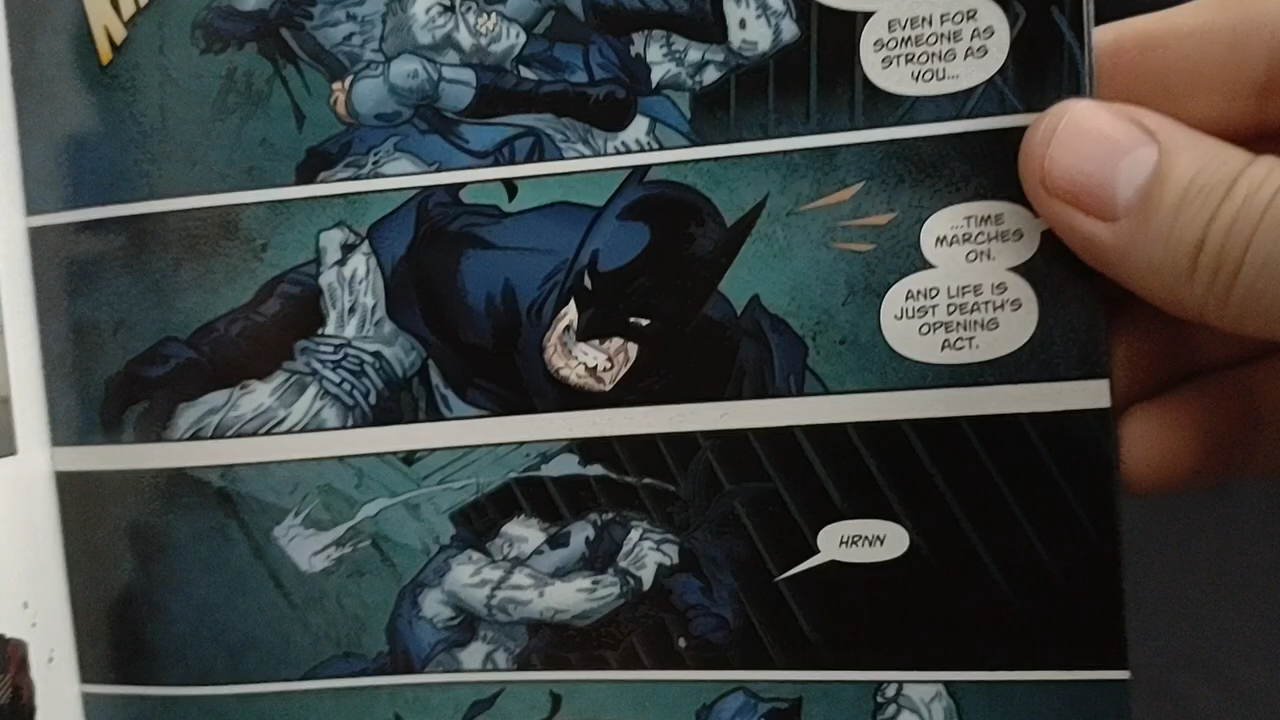 EVEN FOR
SOMEONE AS
STRONG AS
YOU...
...TIME
MARCHES
ON.
AND LIFE IS
JUST DEATH'S
OPENING
ACT.
HRNN